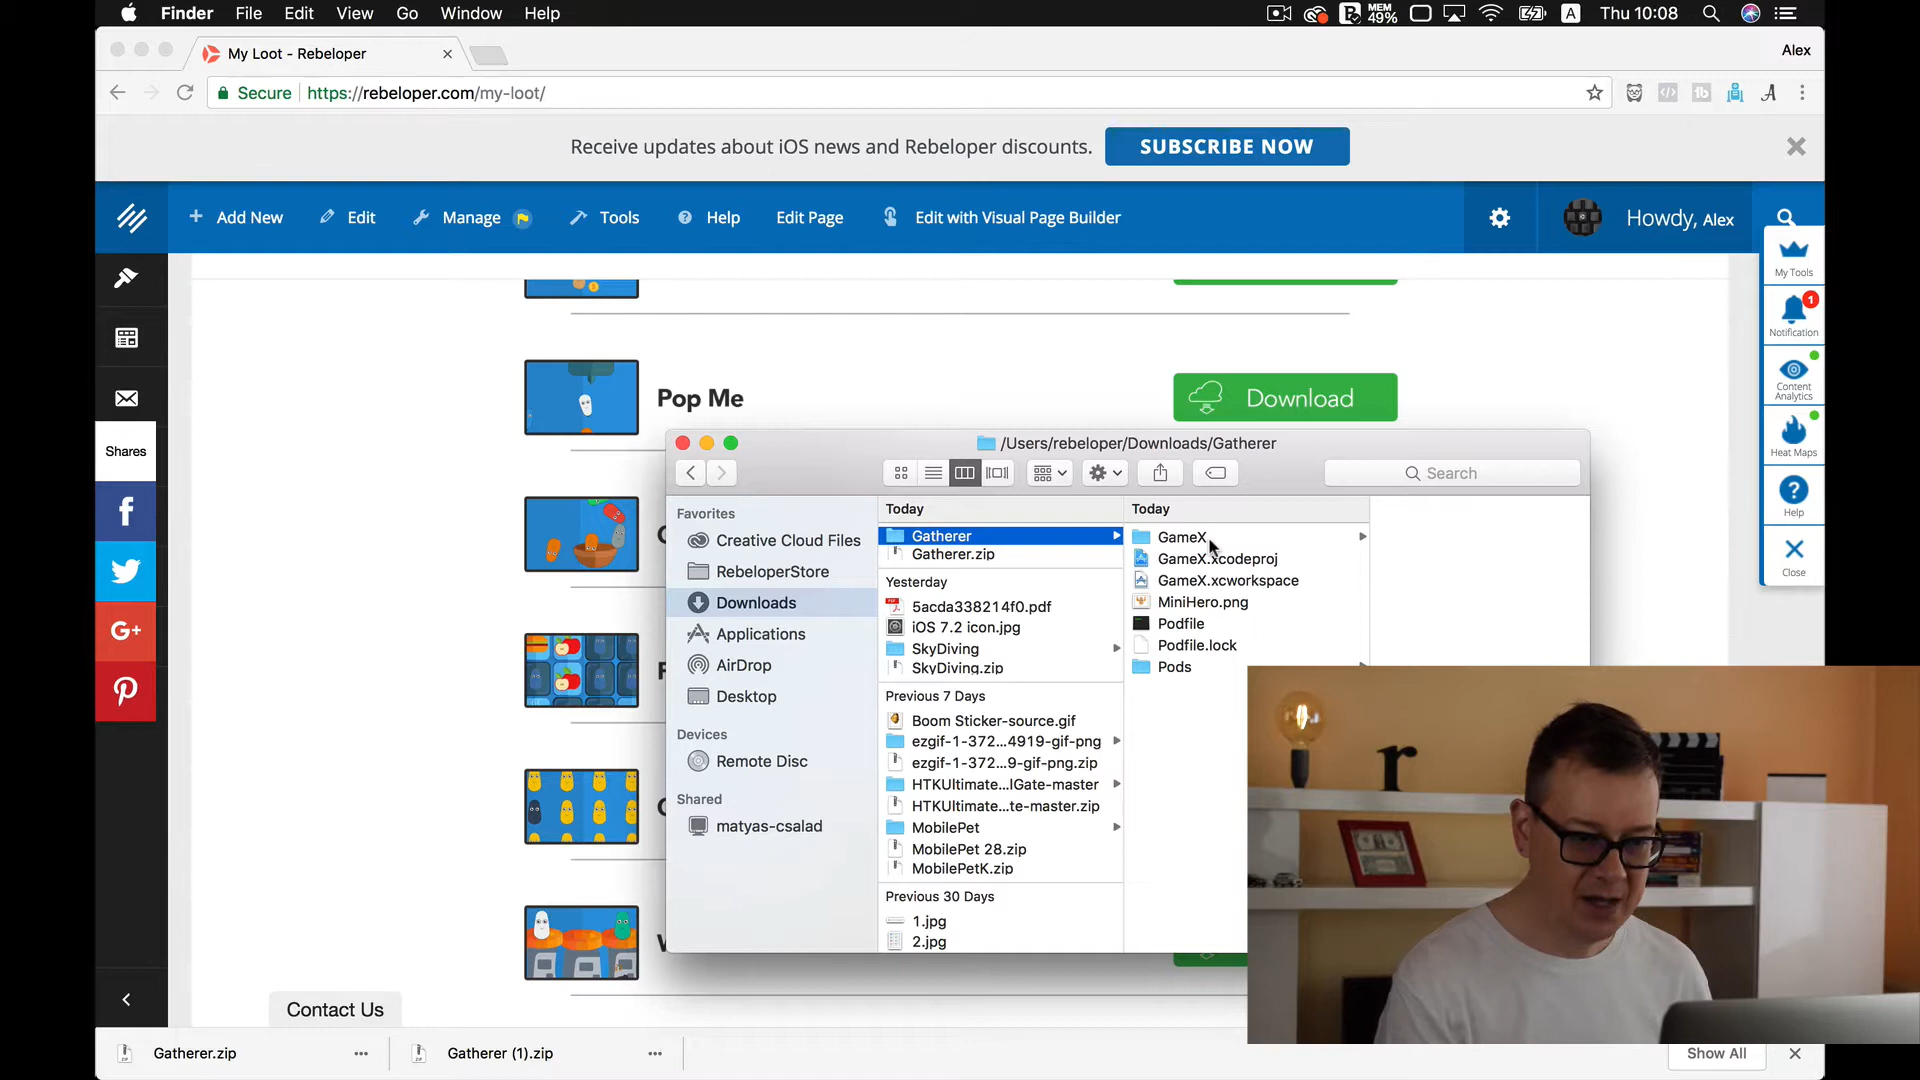 Finder File Edit View Go Window Help
MEM 49% A Thu 10:08
My Loot - Rebeloper
Alex
Secure https://rebeloper.com/my-loot/
Receive updates about iOS news and Rebeloper discounts. SUBSCRIBE NOW
Add New Edit Manage Tools Help Edit Page Edit with Visual Page Builder
Howdy, Alex
My Tools
1
Notification
Content
Analytics
Heat Maps
Help
Close
Shares
Pop Me
Download
/Users/rebeloper/Downloads/Gatherer
Search
Favorites
Creative Cloud Files
RebeloperStore
Downloads
Applications
AirDrop
Desktop
Devices
Remote Disc
Shared
matyas-csalad
Today
Gatherer
Gatherer.zip
Yesterday
5acda338214f0.pdf
iOS 7.2 icon.jpg
SkyDiving
SkyDiving.zip
Previous 7 Days
Boom Sticker-source.gif
ezgif-1-372...4919-gif-png
ezgif-1-372...9-gif-png.zip
HTKUltimate...lGate-master
HTKUltimate...te-master.zip
MobilePet
MobilePet 28.zip
MobilePetK.zip
Previous 30 Days
1.jpg
2.jpg
Today
GameX
GameX.xcodeproj
GameX.xcworkspace
MiniHero.png
Podfile
Podfile.lock
Pods
Contact Us
Gatherer.zip
Gatherer (1).zip
Show All